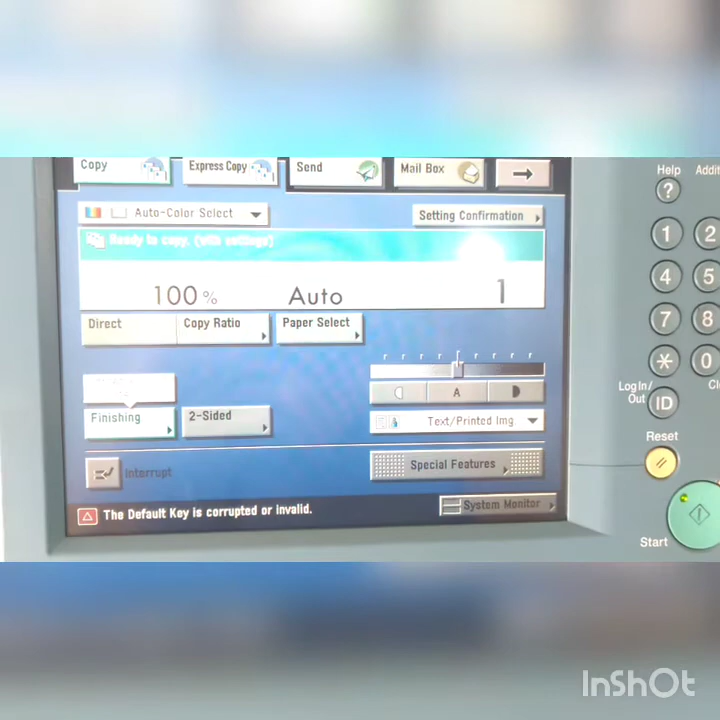 Copy
Express Copy
Send
Mail Box
Help
Addit
?
Auto-Color Select
Setting Confirmation
Ready to copy. (with settings)
1
2
100 %
Auto
1
4
5
Direct
Copy Ratio
Paper Select
7
8
0
A
Log In/
Out
ID
Cl
Finishing
2-Sided
Text/Printed Img.
Reset
Special Features
Interrupt
The Default Key is corrupted or invalid.
System Monitor
Start
InShOt